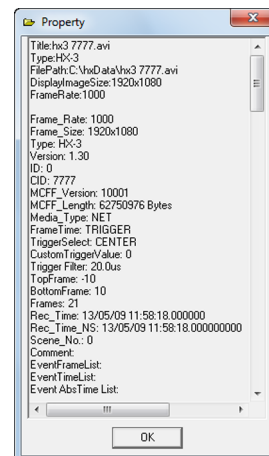 Property
Title:hx3 7777.avi
Type:HX-3
FilePath:C:\hxData\hx3 7777.avi
DisplayImageSize:1920x1080
FrameRate:1000
Frame_Rate: 1000
Frame_Size: 1920x1080
Type: HX-3
Version: 1.30
ID: 0
CID: 7777
MCFF_Version: 10001
MCFF_Length: 62750976 Bytes
Media_Type: NET
FrameTime: TRIGGER
TriggerSelect: CENTER
CustomTriggerValue: 0
Trigger Filter: 20.0us
TopFrame: -10
BottomFrame: 10
Frames: 21
Rec_Time: 13/05/09 11:58:18.000000
Rec_Time_NS: 13/05/09 11:58:18.000000000
Scene_No.: 0
Comment:
EventFrameList:
EventTimeList:
Event AbsTime List:
OK